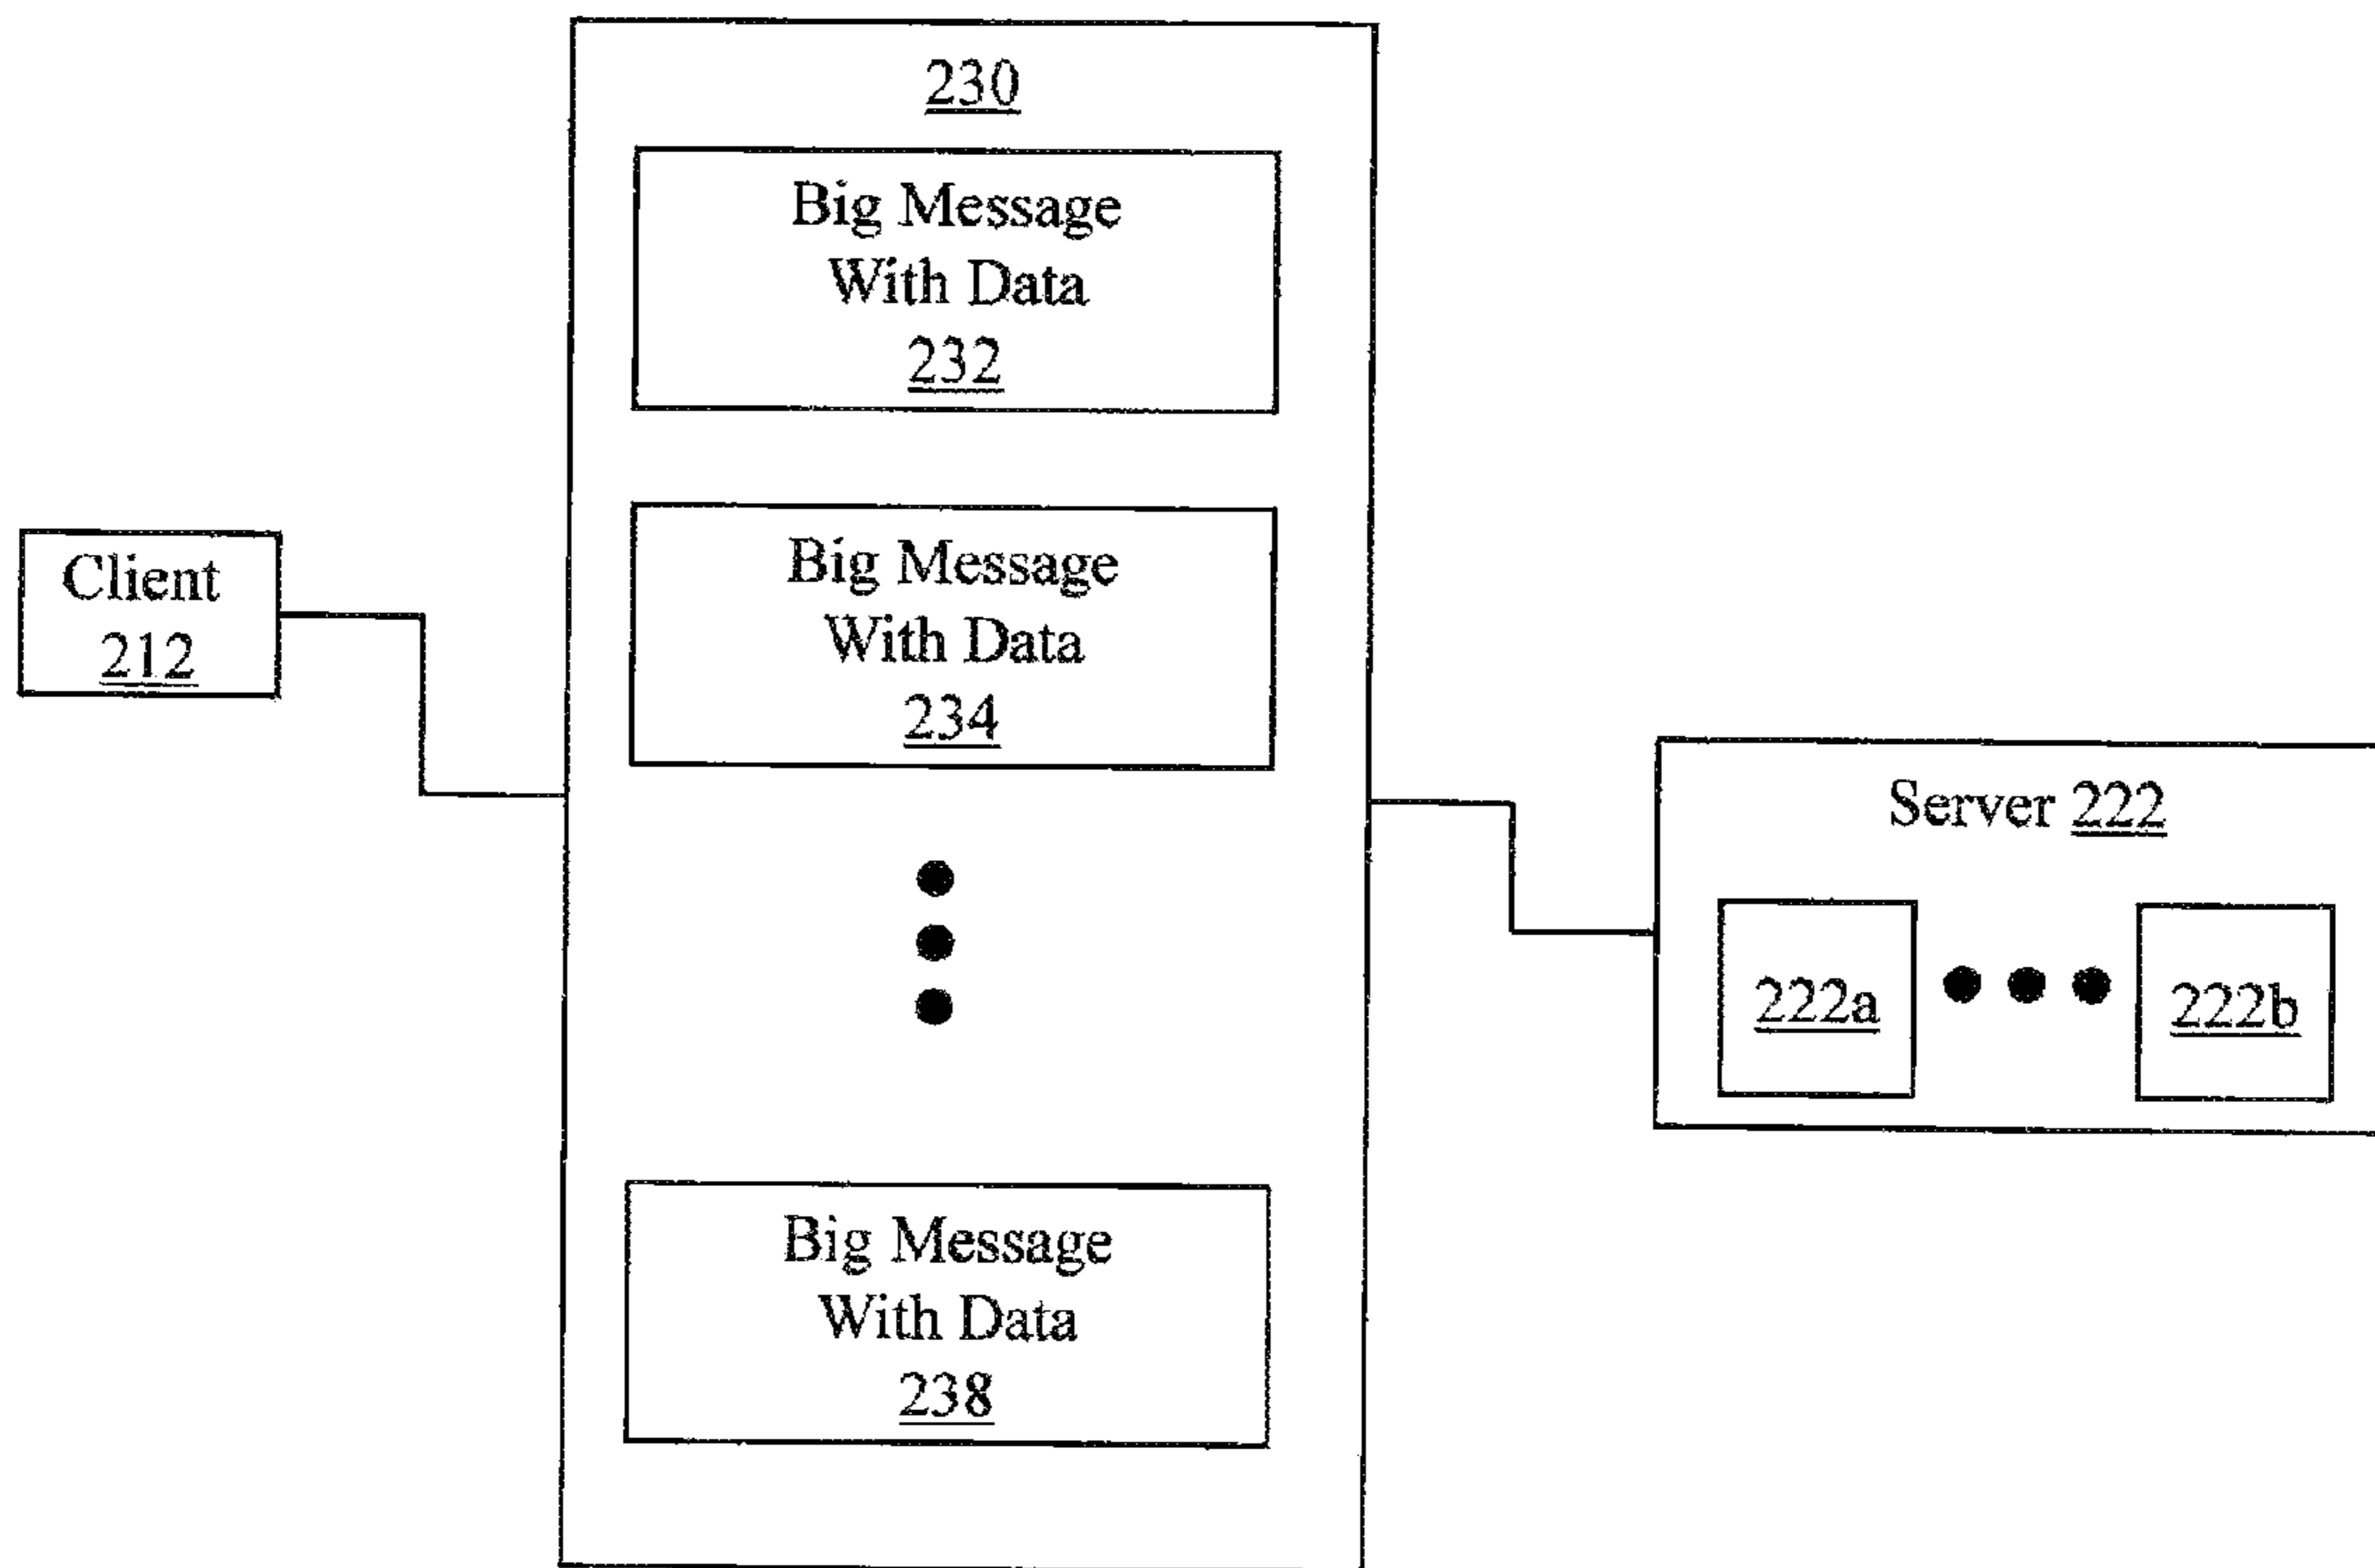 230
Big Message
With Data
232
Big Message
With Data
234
Client
212
Server 222
222a
222b
Big Message
With Data
238